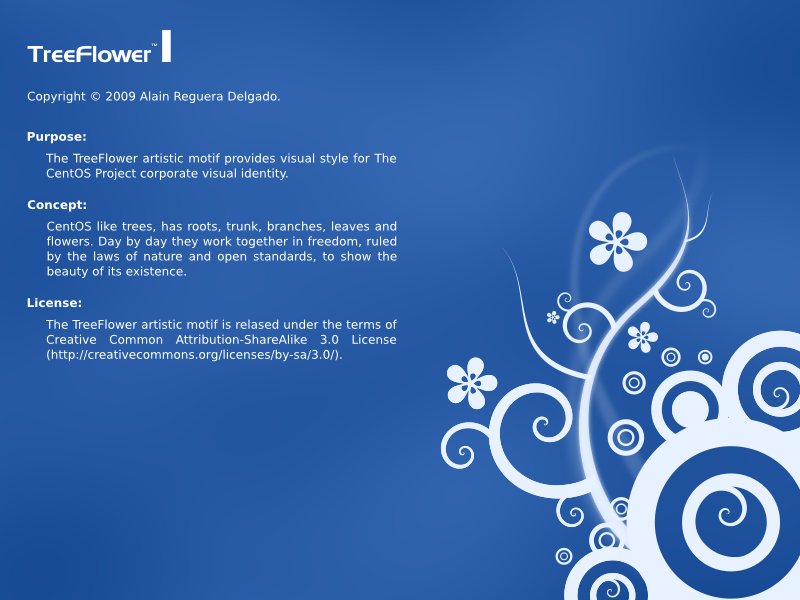 TreeFlower™
Copyright © 2009 Alain Reguera Delgado.
Purpose:
The TreeFlower artistic motif provides visual style for The
CentOS Project corporate visual identity.
Concept:
CentOS like trees, has roots, trunk, branches, leaves and
flowers. Day by day they work together in freedom, ruled
by the laws of nature and open standards, to show the
beauty of its existence.
License:
The TreeFlower artistic motif is relased under the terms of
Creative Common Attribution-ShareAlike 3.0 License
(http://creativecommons.org/licenses/by-sa/3.0/).